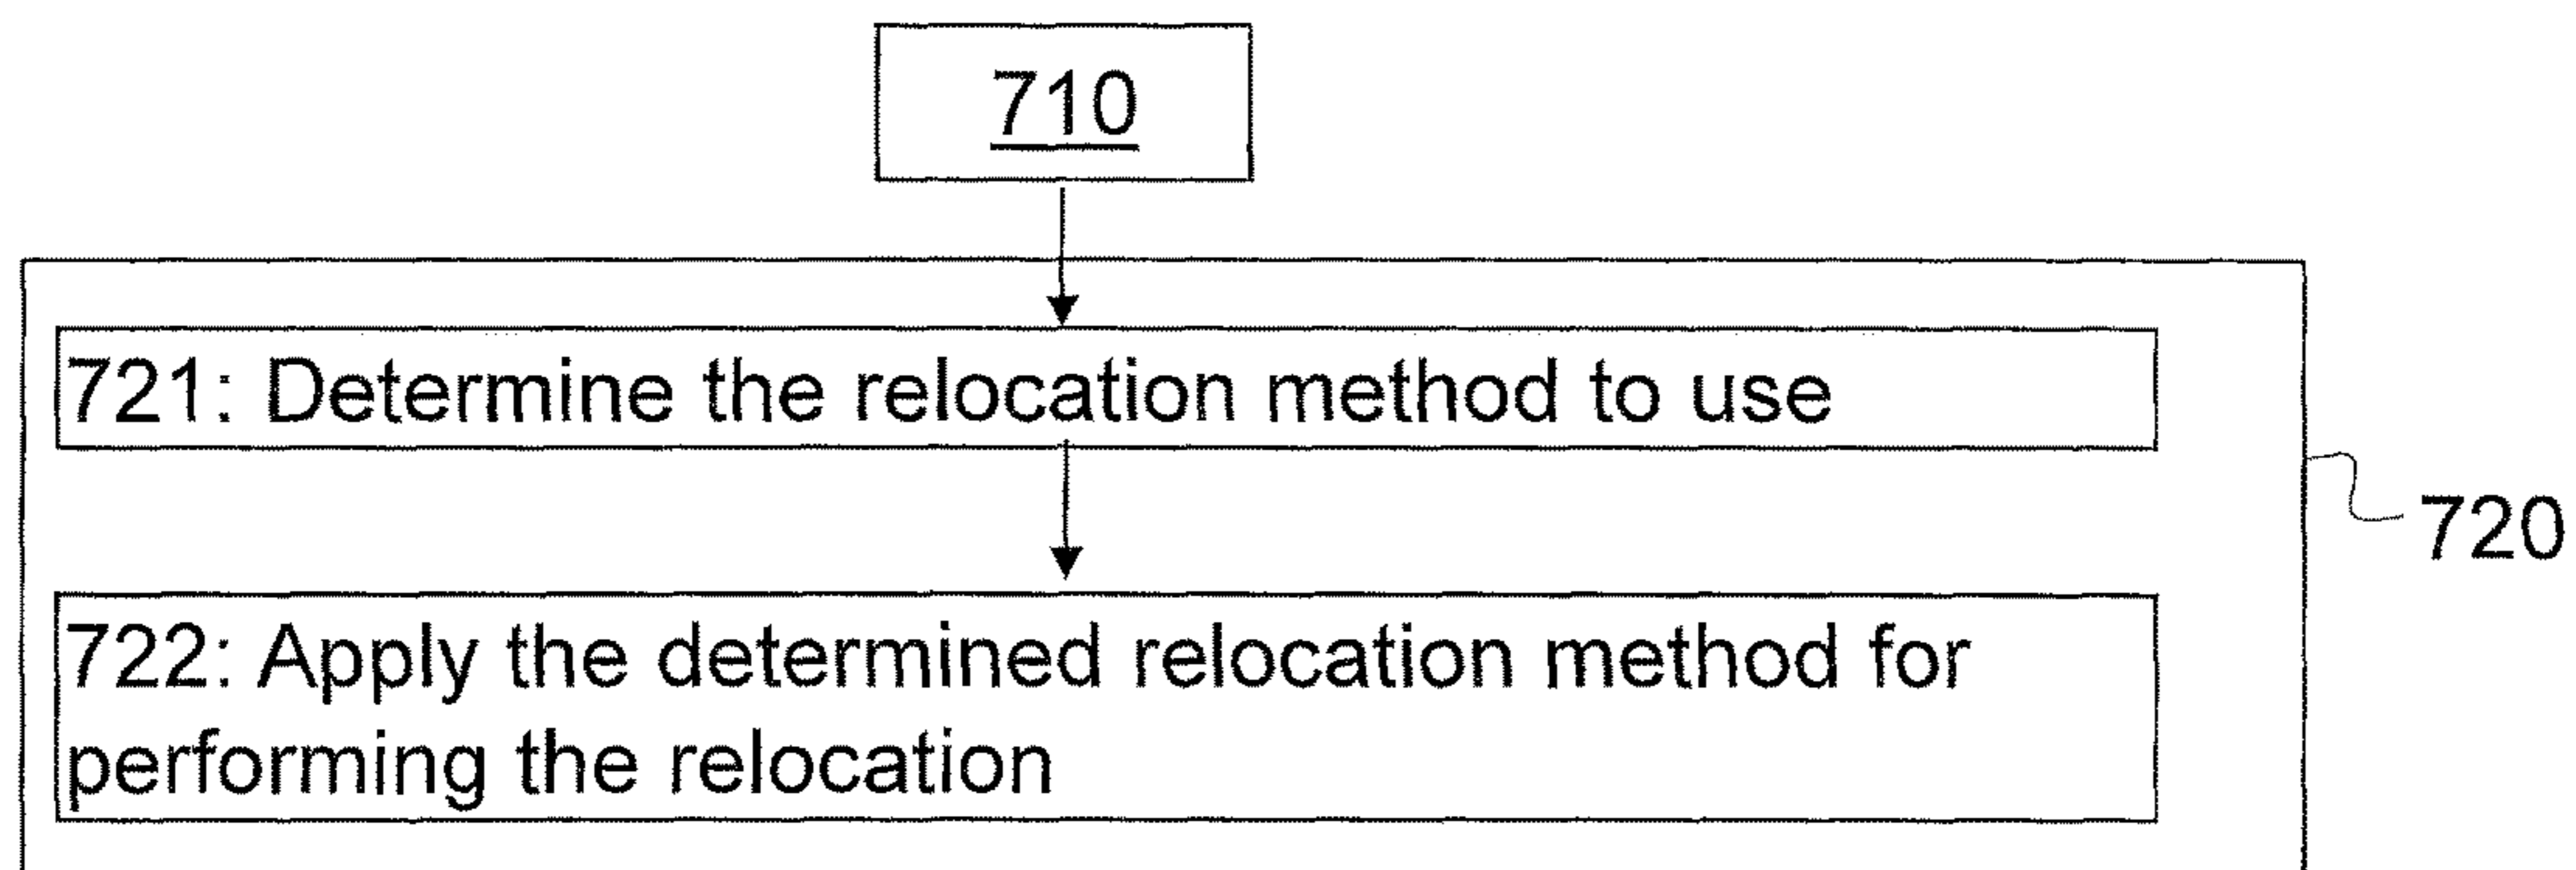 710
721: Determine the relocation method to use
720
722: Apply the determined relocation method for
performing the relocation